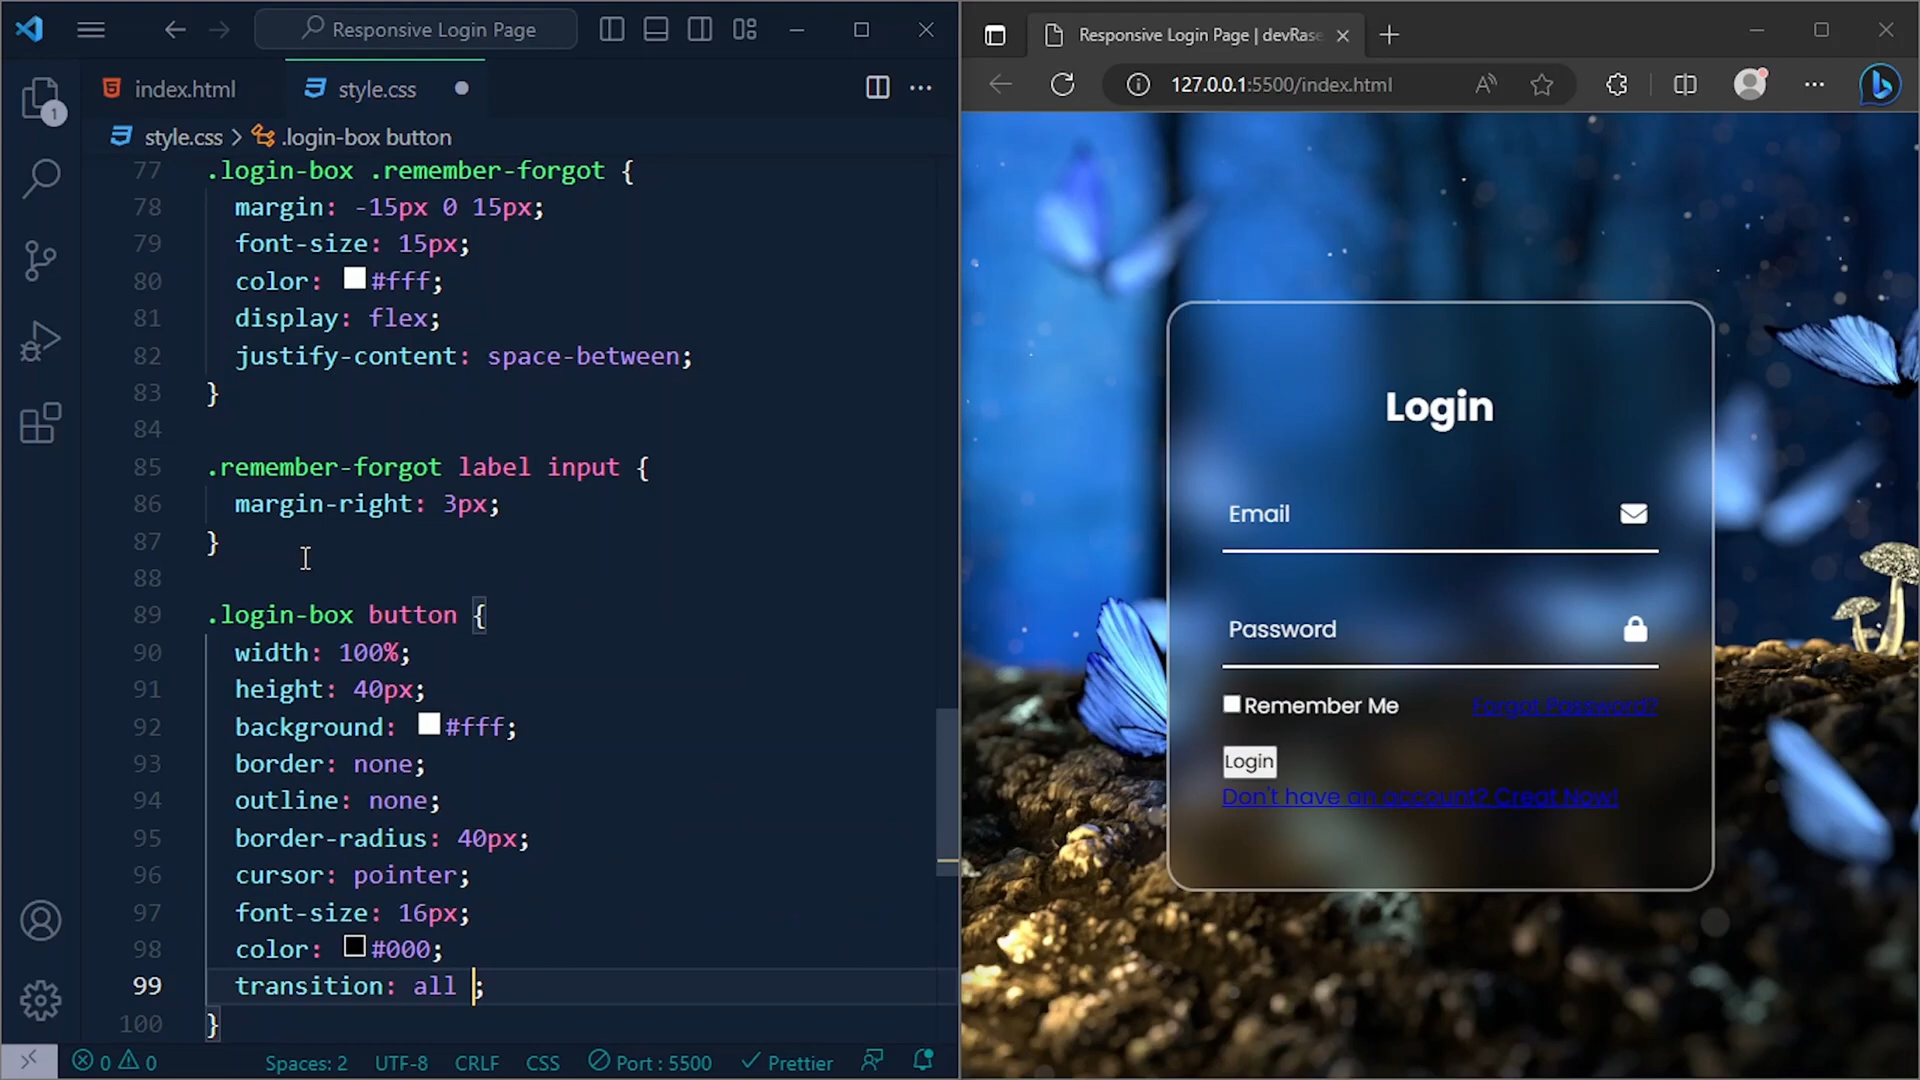 Responsive Login Page
index.html
style.css
style.css > .login-box button
77 .login-box .remember-forgot {
78 margin: -15px 0 15px;
79 font-size: 15px;
80 color: #fff;
81 display: flex;
82 justify-content: space-between;
83 }
84
85 .remember-forgot label input {
86 margin-right: 3px;
87 }
88
89 .login-box button {
90 width: 100%;
91 height: 40px;
92 background: #fff;
93 border: none;
94 outline: none;
95 border-radius: 40px;
96 cursor: pointer;
97 font-size: 16px;
98 color: #000;
99 transition: all ;
100 }
1
0 0 Spaces: 2 UTF-8 CRLF CSS Port : 5500 Prettier
Responsive Login Page | devRase
127.0.0.1:5500/index.html
Login
Email
Password
Remember Me Forgot Password?
Login
Don't have an account? Creat Now!